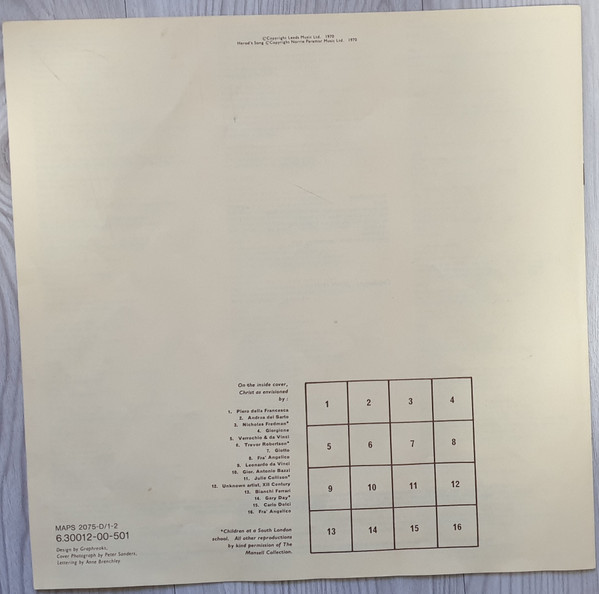 ©Copyright Leeds Music Ltd. 1970
Herod's Song ©Copyright Norrie Paramor Music Ltd. 1970
On the inside cover,
Christ as envisioned
by :
1. Piero della Francesca
2. Andrea del Sarto
3. Nicholas Fredman*
4. Giorgione
5. Verrochio & da Vinci
6. Trevor Robertson*
7. Giotto
8. Fra' Angelico
9. Leonardo da Vinci
10. Giov. Antonio Bazzi
11. Julie Collison*
12. Unknown artist, XII Century
13. Bianchi Ferrari
14. Gary Day*
15. Carlo Dolci
16. Fra' Angelico
*Children at a South London
school. All other reproductions
by kind permission of The
Mansell Collection.
1 2 3 4
5 6 7 8
9 10 11 12
13 14 15 16
MAPS 2075-D/1-2
6.30012-00-501
Design by Graphreaks.
Cover Photograph by Peter Sanders.
Lettering by Anne Brenchley